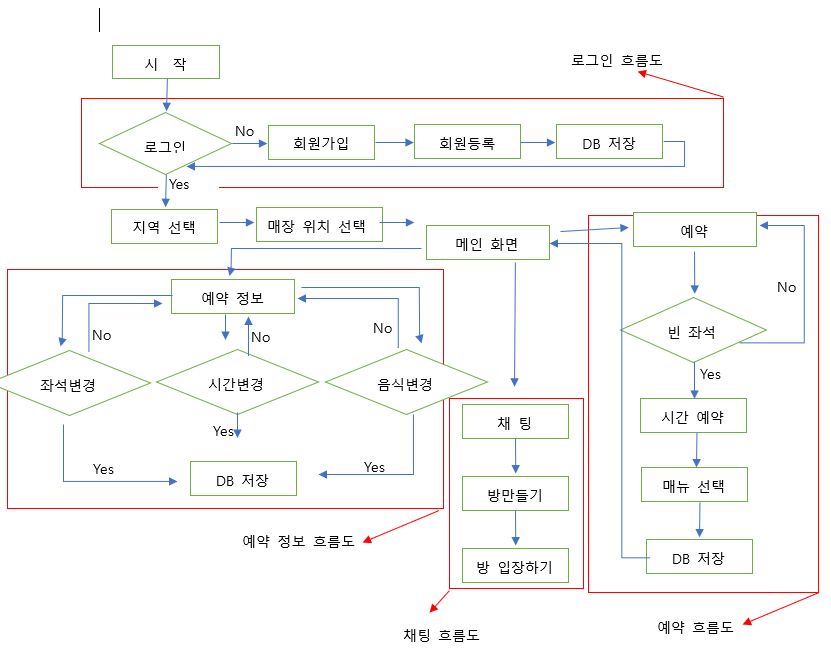 시 작
로그인 흐름도
로그인
No
회원가입
회원등록
DB 저장
Yes
지역 선택
매장 위치 선택
메인 화면
예약
예약 정보
No
빈 좌석
No
No
No
좌석변경
시간변경
음식변경
Yes
채 팅
시간 예약
Yes
Yes
Yes
DB 저장
방만들기
매뉴 선택
예약 정보 흐름도
방 입장하기
DB 저장
채팅 흐름도
예약 흐름도